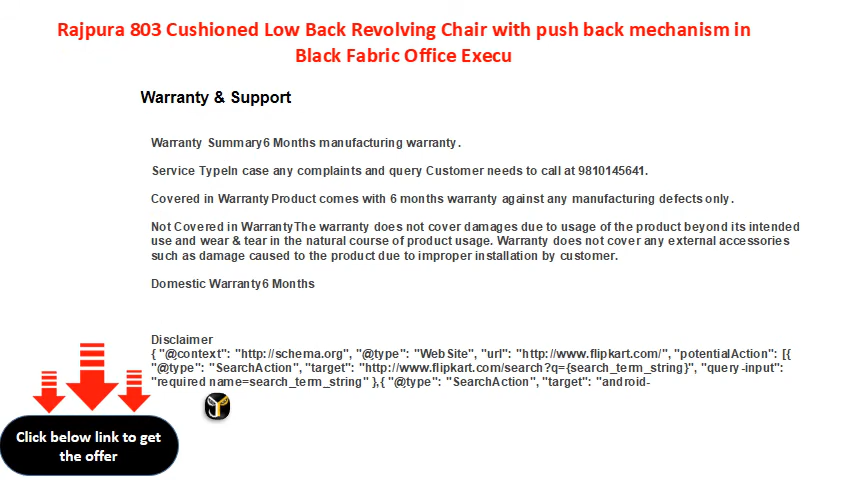 Rajpura 803 Cushioned Low Back Revolving Chair with push back mechanism in
Black Fabric Office Execu
Warranty & Support
Warranty Summary6 Months manufacturing warranty.
Service TypeIn case any complaints and query Customer needs to call at 9810145641.
Covered in WarrantyProduct comes with 6 months warranty against any manufacturing defects only.
Not Covered in WarrantyThe warranty does not cover damages due to usage of the product beyond its intended
use and wear & tear in the natural course of product usage. Warranty does not cover any external accessories
such as damage caused to the product due to improper installation by customer.
Domestic Warranty6 Months
Disclaimer
{ "@context": "http://schema.org", "@type": "WebSite", "url": "http://www.flipkart.com/", "potentialAction": [{
"@type": "SearchAction", "target": "http://www.flipkart.com/search?q={search_term_string}", "query-input":
"required name=search_term_string" },{ "@type": "SearchAction", "target": "android-
Click below link to get
the offer